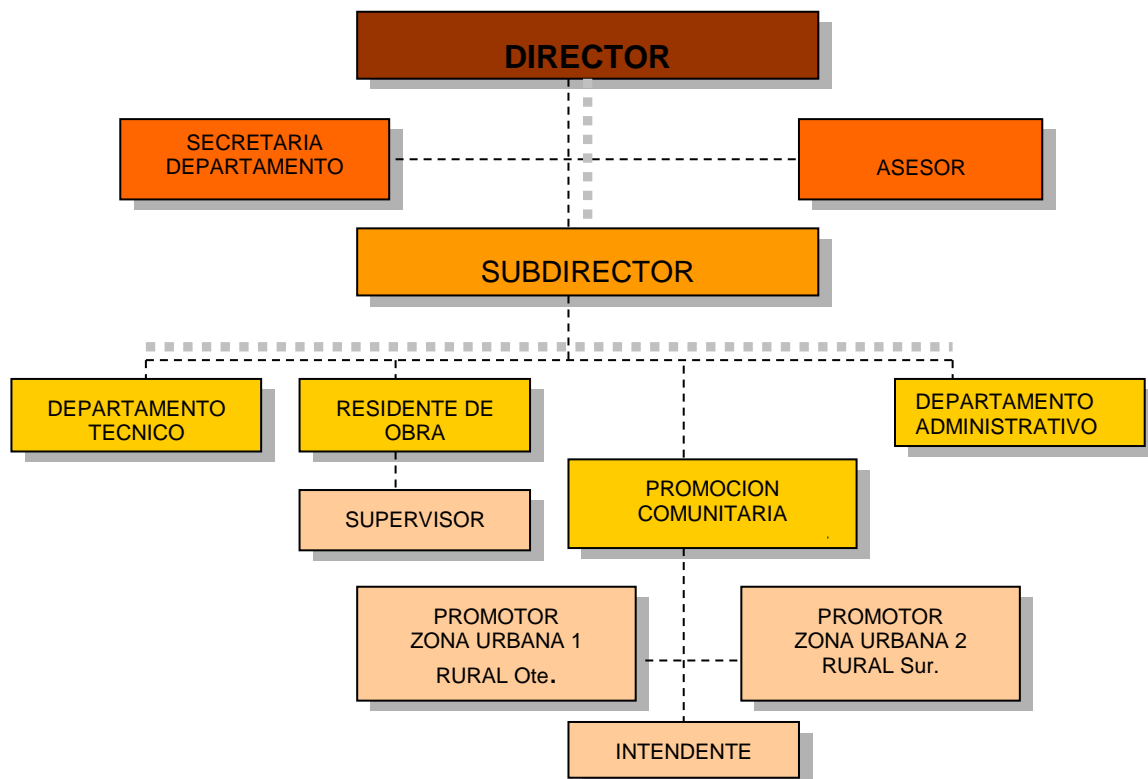 DIRECTOR
SECRETARIA
DEPARTAMENTO
ASESOR
SUBDIRECTOR
DEPARTAMENTO
TECNICO
RESIDENTE DE
OBRA
DEPARTAMENTO
ADMINISTRATIVO
SUPERVISOR
PROMOCION
COMUNITARIA
.
PROMOTOR
ZONA URBANA 1
RURAL Ote.
PROMOTOR
ZONA URBANA 2
RURAL Sur.
INTENDENTE